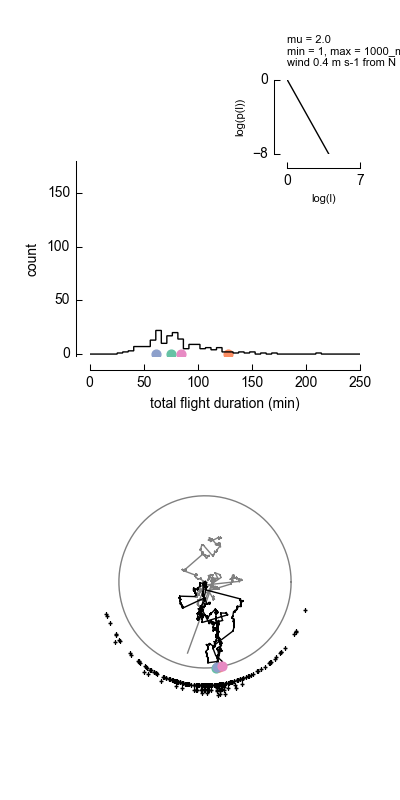 mu = 2.0
min = 1, max = 1000_m
wind 0.4 m s-1 from N
0
log(p(l))
−8
0
7
log(l)
150
100
count
50
0
0
50
100
150
200
250
total flight duration (min)